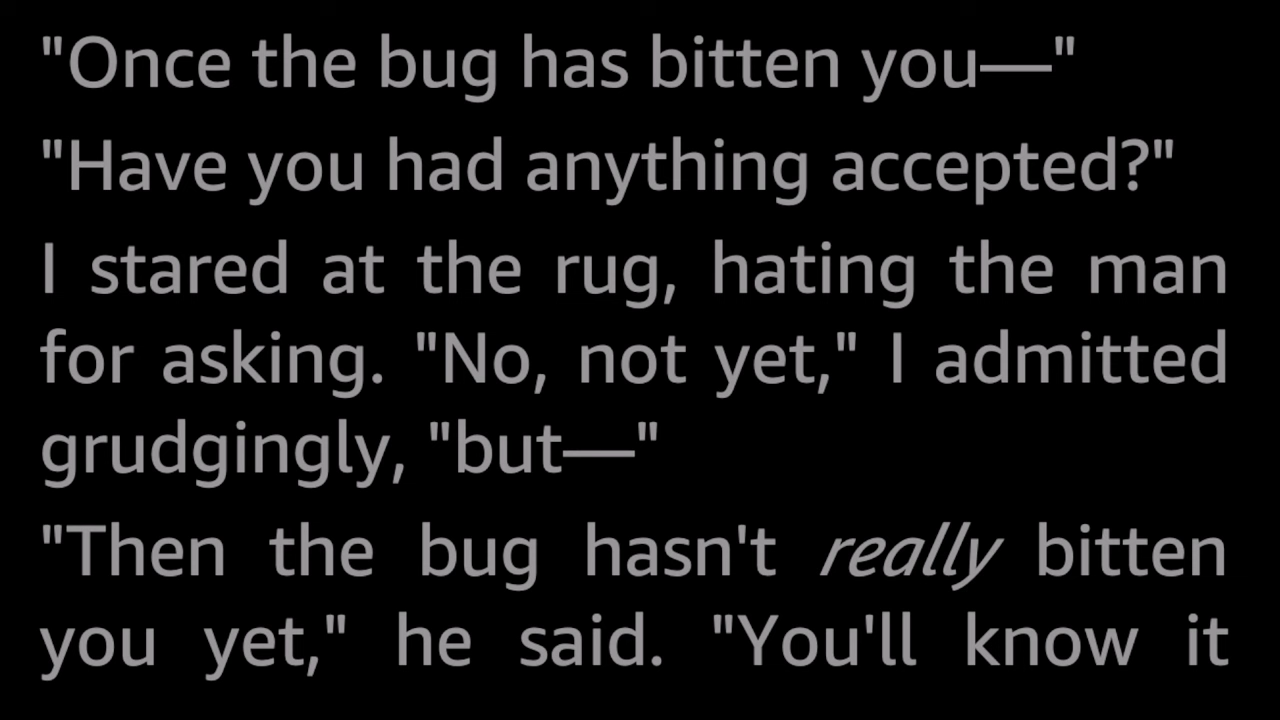 "Once the bug has bitten you—"
"Have you had anything accepted?"
I stared at the rug, hating the man
for asking. "No, not yet," I admitted
grudgingly, "but—"
"Then the bug hasn't really bitten
you yet," he said. "You'll know it